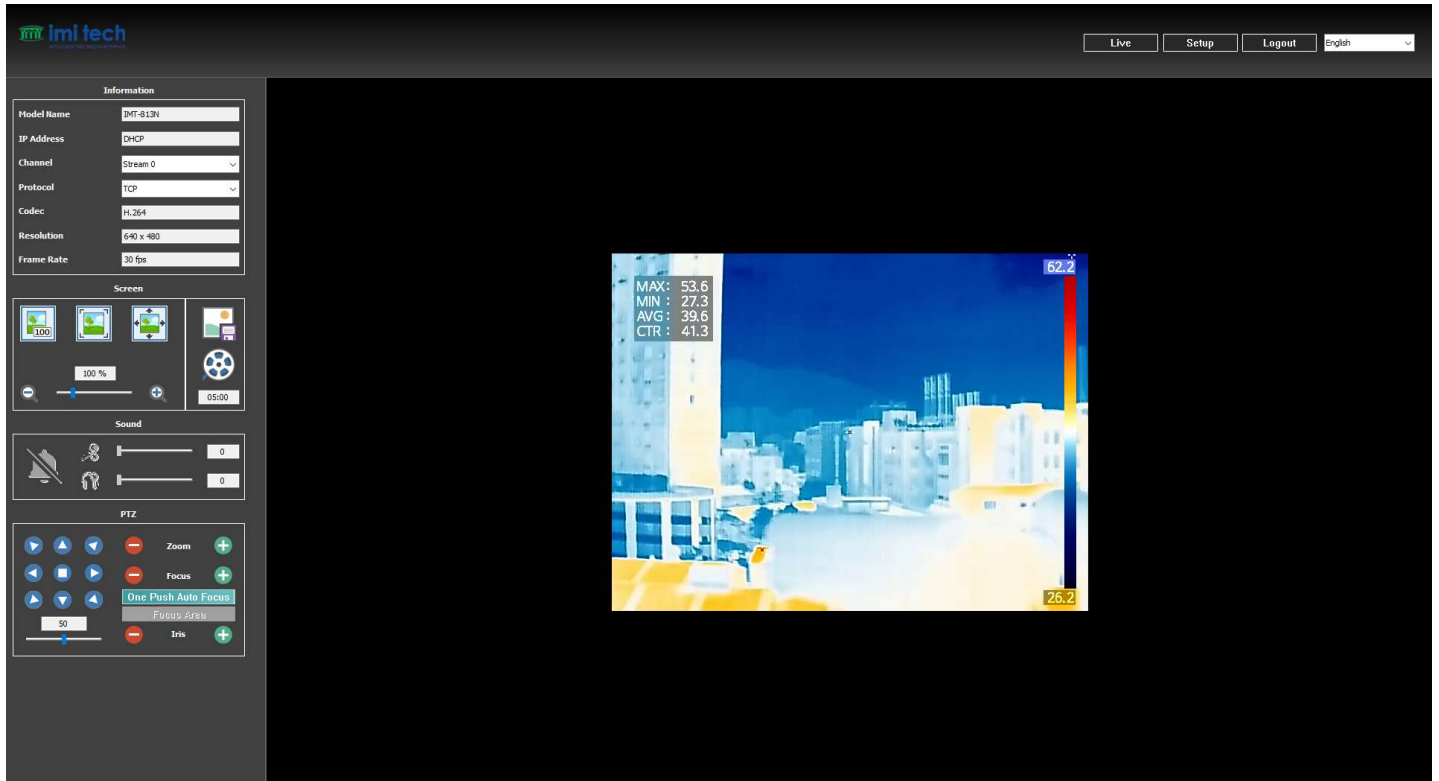 imi tech
Live
Setup
Logout
English
Information
Model Name
IMT-813N
IP Address
DHCP
Channel
Stream 0
Protocol
TCP
Codec
H.264
Resolution
640 x 480
Frame Rate
30 fps
Screen
100
100 %
05:00
Sound
0
0
PTZ
Zoom
Focus
One Push Auto Focus
Focus Area
50
Iris
MAX: 53.6
MIN : 27.3
AVG : 39.6
CTR : 41.3
62.2
26.2